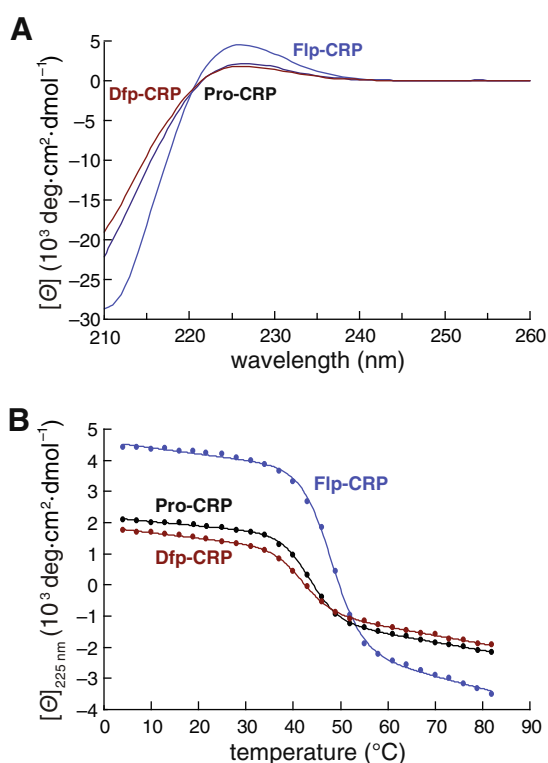 A
[Θ] (10³ deg·cm²·dmol⁻¹)
5
0
−5
−10
−15
−20
−25
−30
Flp-CRP
Dfp-CRP
Pro-CRP
210
220
230
240
250
260
wavelength (nm)
B
[Θ]₂₂₅ ₙₘ (10³ deg·cm²·dmol⁻¹)
5
4
3
2
1
0
−1
−2
−3
−4
Flp-CRP
Pro-CRP
Dfp-CRP
0
10
20
30
40
50
60
70
80
90
temperature (°C)